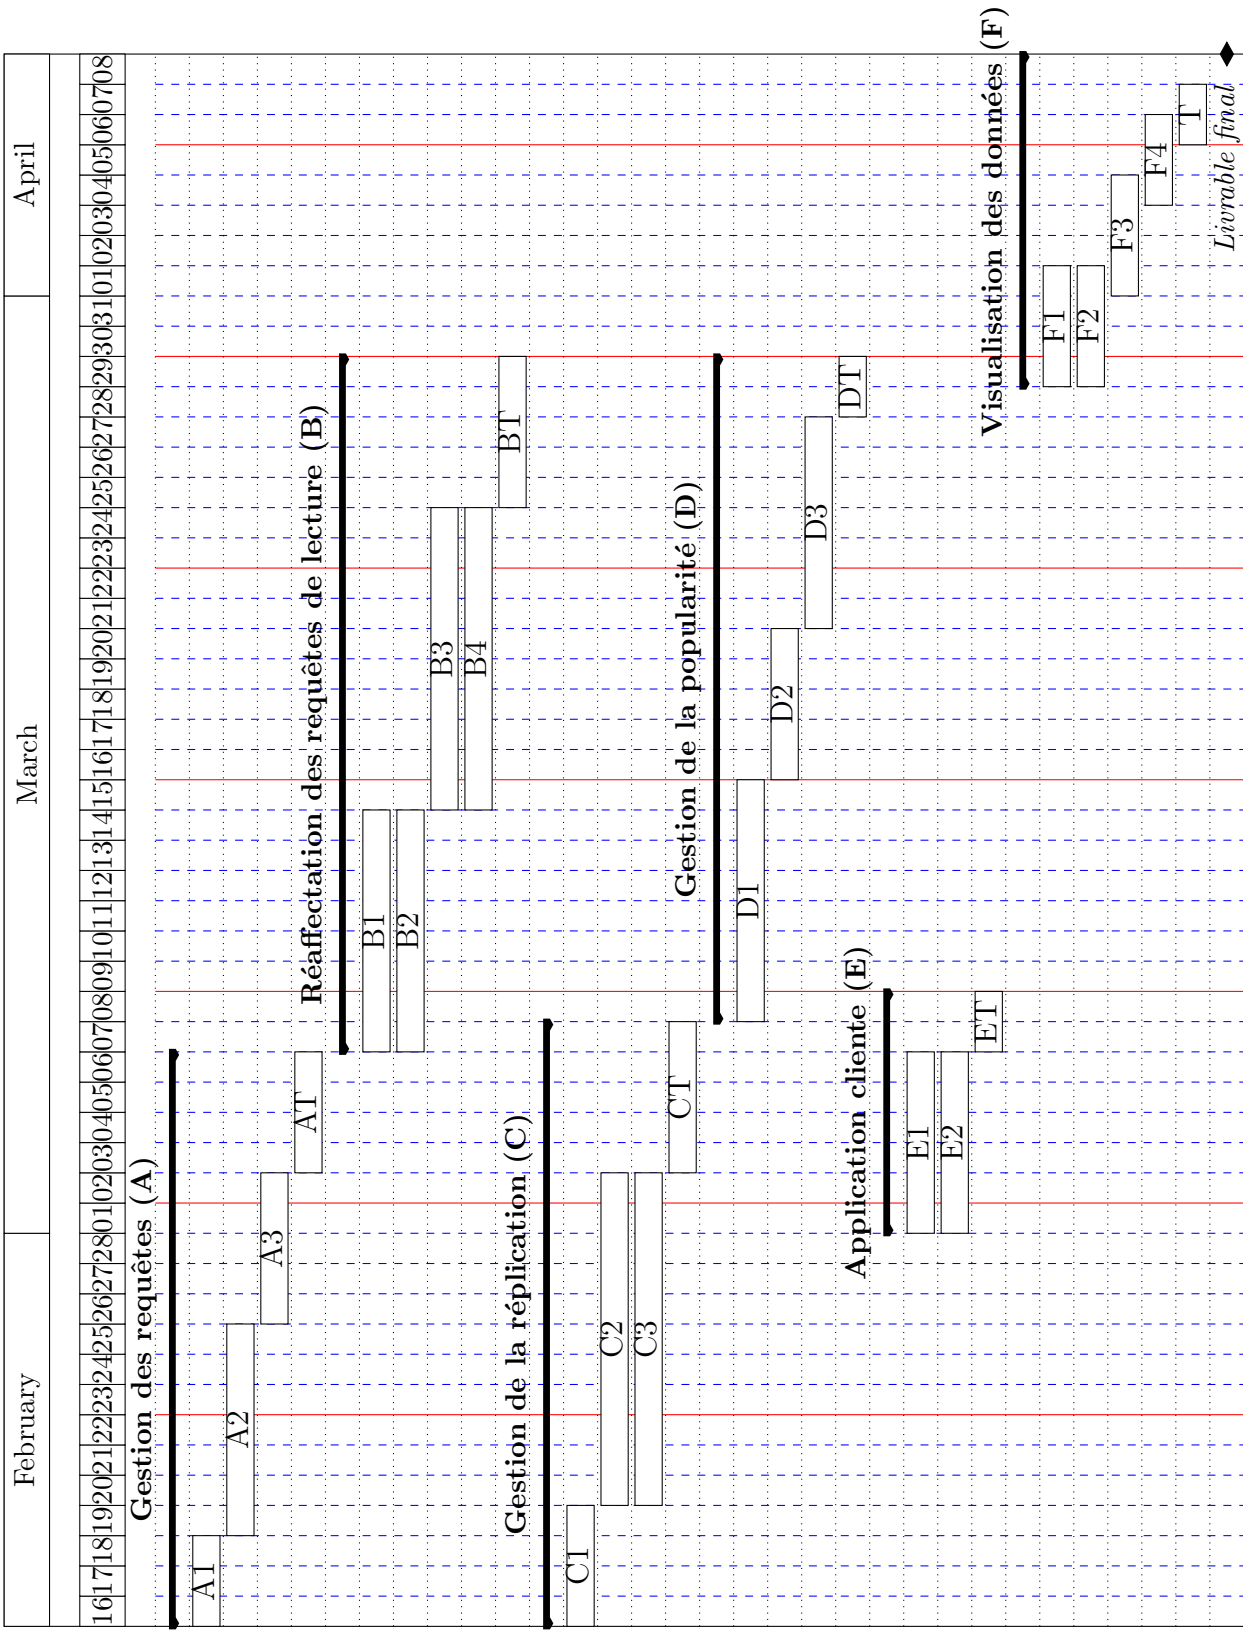 February March April
16 17 18 19 20 21 22 23 24 25 26 27 28 01 02 03 04 05 06 07 08 09 10 11 12 13 14 15 16 17 18 19 20 21 22 23 24 25 26 27 28 29 30 31 01 02 03 04 05 06 07 08
Gestion des requêtes (A)
A1
A2
A3
AT
Réaffectation des requêtes de lecture (B)
B1
B2
B3
B4
BT
Gestion de la réplication (C)
C1
C2
C3
CT
Gestion de la popularité (D)
D1
D2
D3
DT
Application cliente (E)
E1
E2
ET
Visualisation des données (F)
F1
F2
F3
F4
T
Livrable final